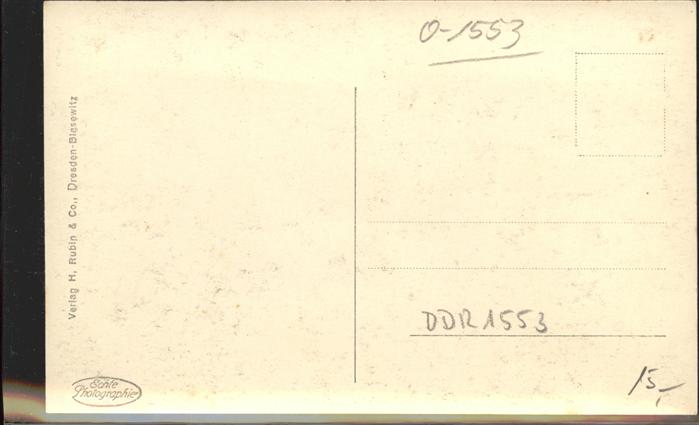 O-1553
Verlag H. Rubin & Co., Dresden-Blasewitz
DDR 1553
15,-
Echte
Photographie